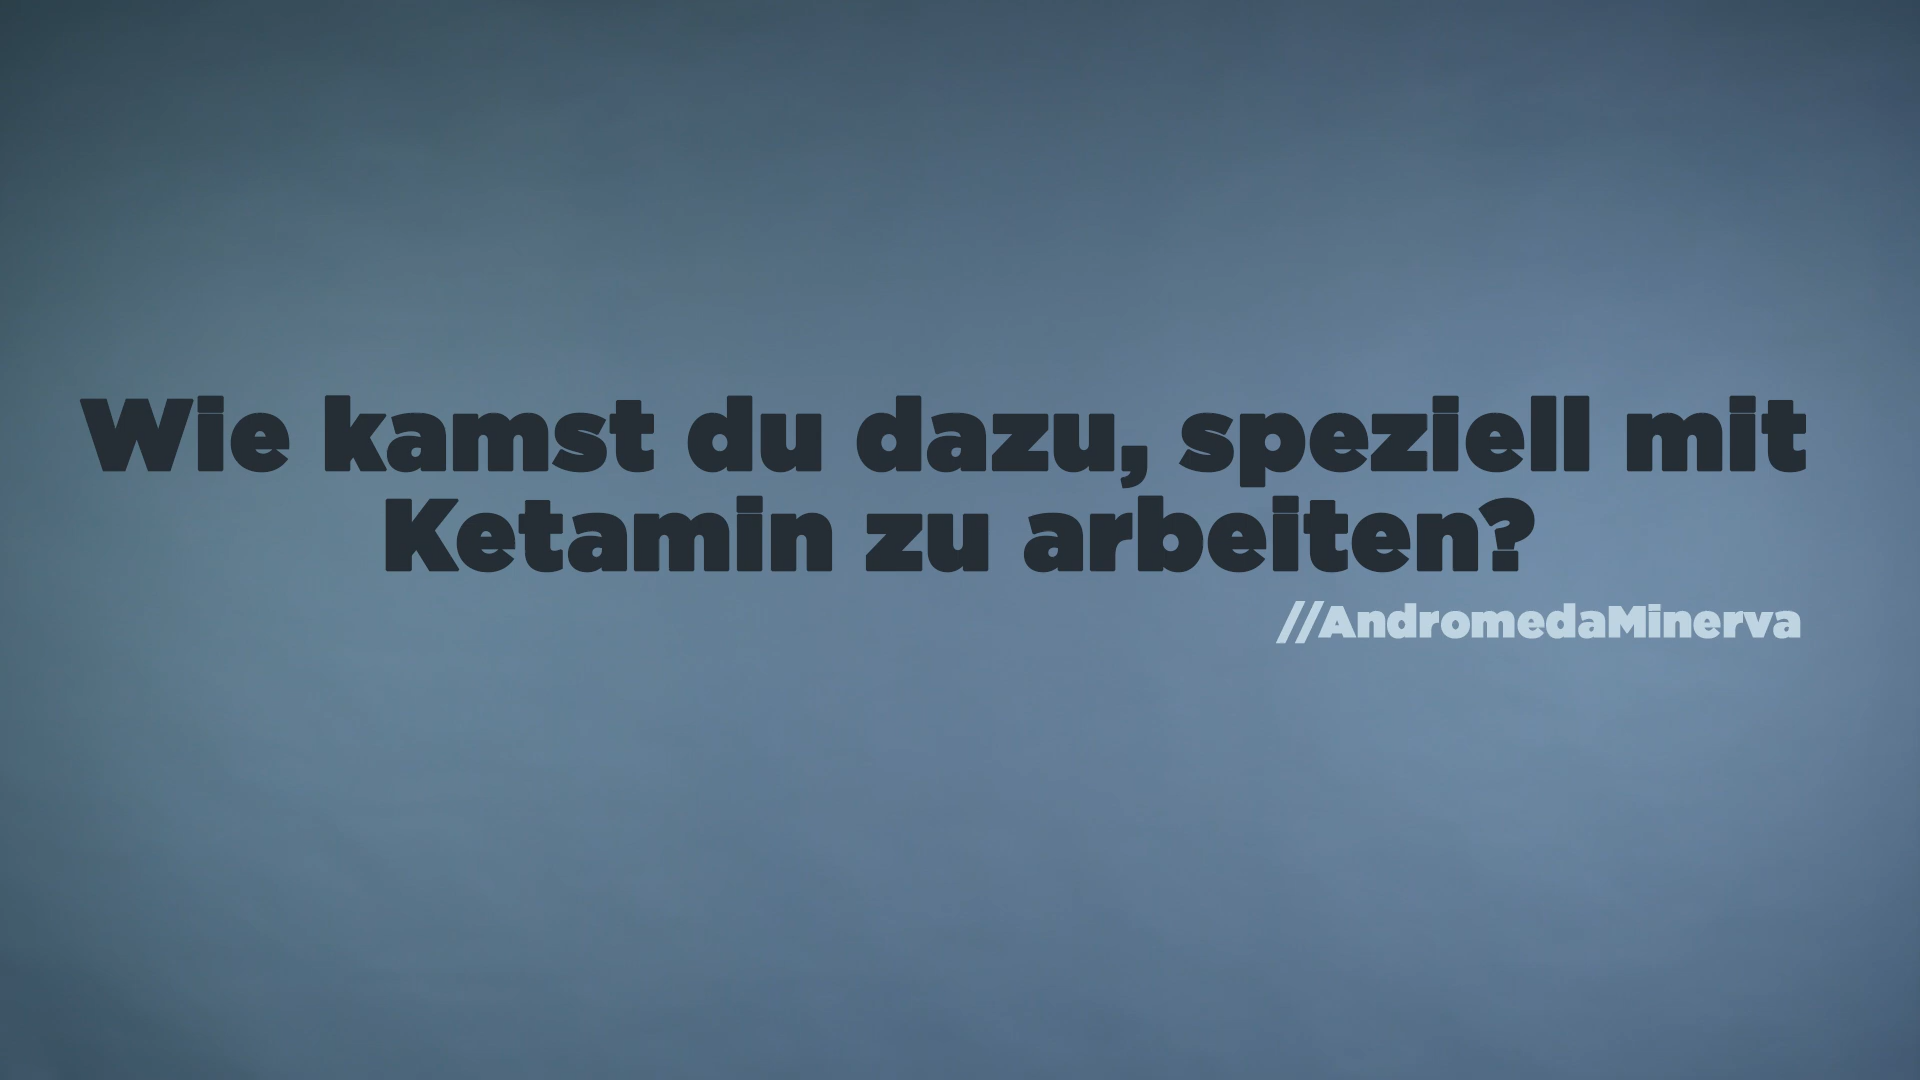 Wie kamst du dazu, speziell mit
Ketamin zu arbeiten?
//AndromedaMinerva